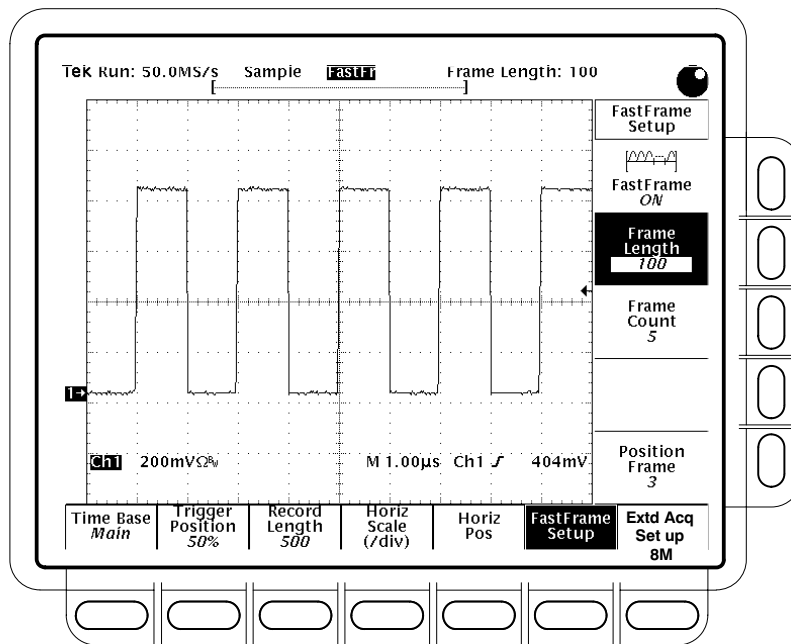 Tek Run: 50.0MS/s Sample FastFr Frame Length: 100
FastFrame
Setup
FastFrame
ON
Frame
Length
100
Frame
Count
5
1→
Position
Frame
3
Ch1 200mVΩBW M 1.00µs Ch1 404mV
Time Base
Main
Trigger
Position
50%
Record
Length
500
Horiz
Scale
(/div)
Horiz
Pos
FastFrame
Setup
Extd Acq
Set up
8M